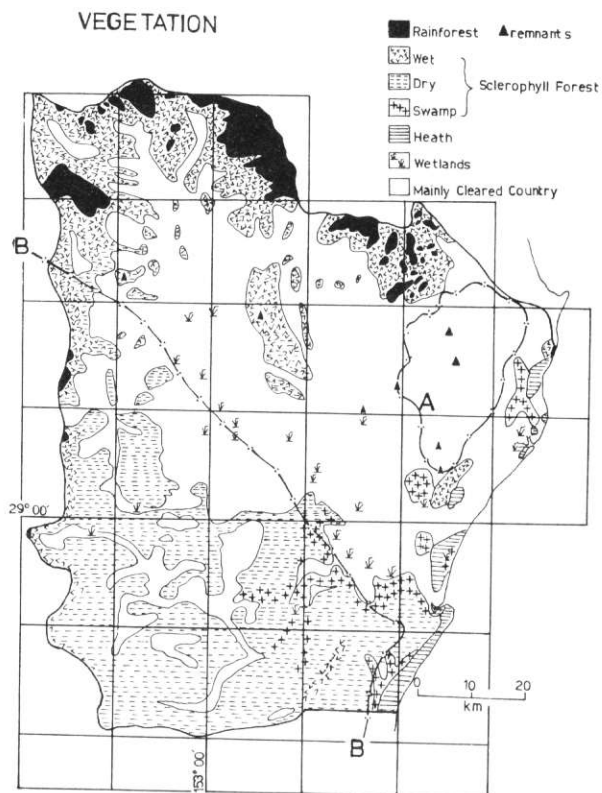 VEGETATION
Rainforest ▲ remnants
Wet
Dry
Sclerophyll Forest
Swamp
Heath
Wetlands
Mainly Cleared Country
B
A
29° 00'
0 10 20
km
B
153° 00'